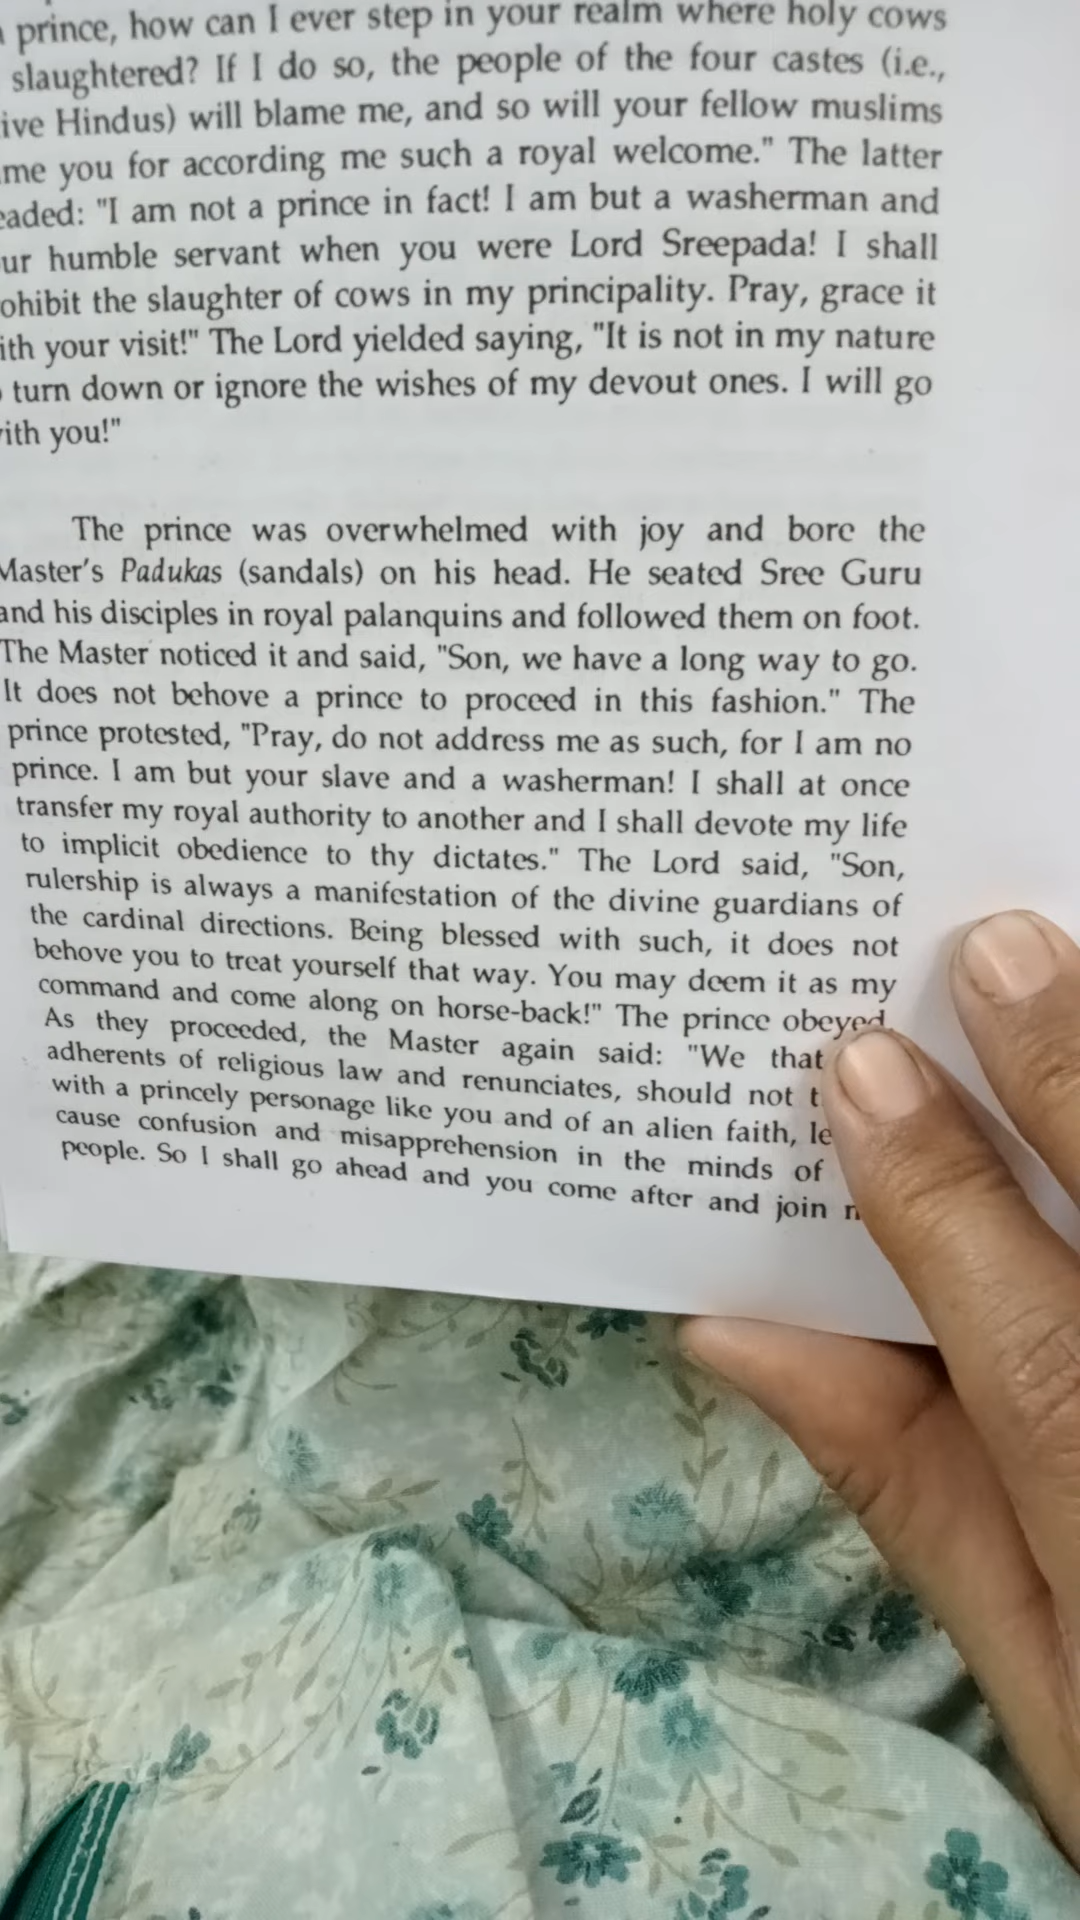 prince, how can I ever step in your realm where holy cows
slaughtered? If I do so, the people of the four castes (i.e.,
Hindus) will blame me, and so will your fellow muslims
you for according me such a royal welcome." The latter
"I am not a prince in fact! I am but a washerman and
humble servant when you were Lord Sreepada! I shall
the slaughter of cows in my principality. Pray, grace it
your visit!" The Lord yielded saying, "It is not in my nature
turn down or ignore the wishes of my devout ones. I will go
you!"
The prince was overwhelmed with joy and bore the
Master's Padukas (sandals) on his head. He seated Sree Guru
and his disciples in royal palanquins and followed them on foot.
The Master noticed it and said, "Son, we have a long way to go.
It does not behove a prince to proceed in this fashion." The
prince protested, "Pray, do not address me as such, for I am no
prince. I am but your slave and a washerman! I shall at once
transfer my royal authority to another and I shall devote my life
to implicit obedience to thy dictates." The Lord said, "Son,
rulership is always a manifestation of the divine guardians of
the cardinal directions. Being blessed with such, it does not
behove you to treat yourself that way. You may deem it as my
command and come along on horse-back!" The prince obeyed.
As they proceeded, the Master again said: "We that
adherents of religious law and renunciates, should not
with a princely personage like you and of an alien faith,
cause confusion and misapprehension in the minds of
people. So I shall go ahead and you come after and join